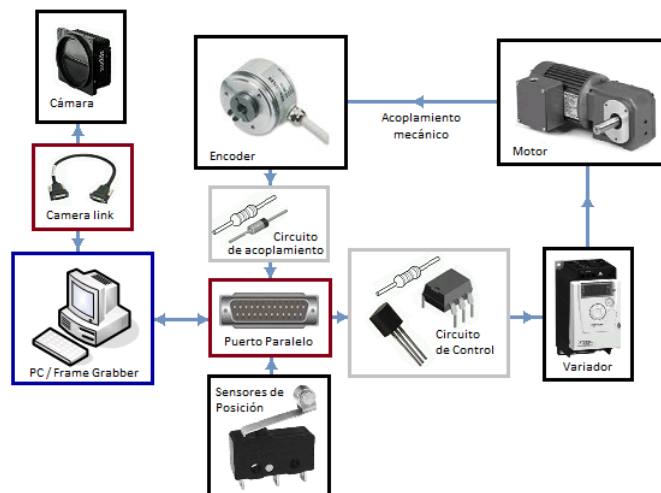 Cámara
Encoder
Acoplamiento
mecánico
Motor
Camera link
Circuito
de acoplamiento
PC / Frame Grabber
Puerto Paralelo
Circuito
de Control
Variador
Sensores de
Posición